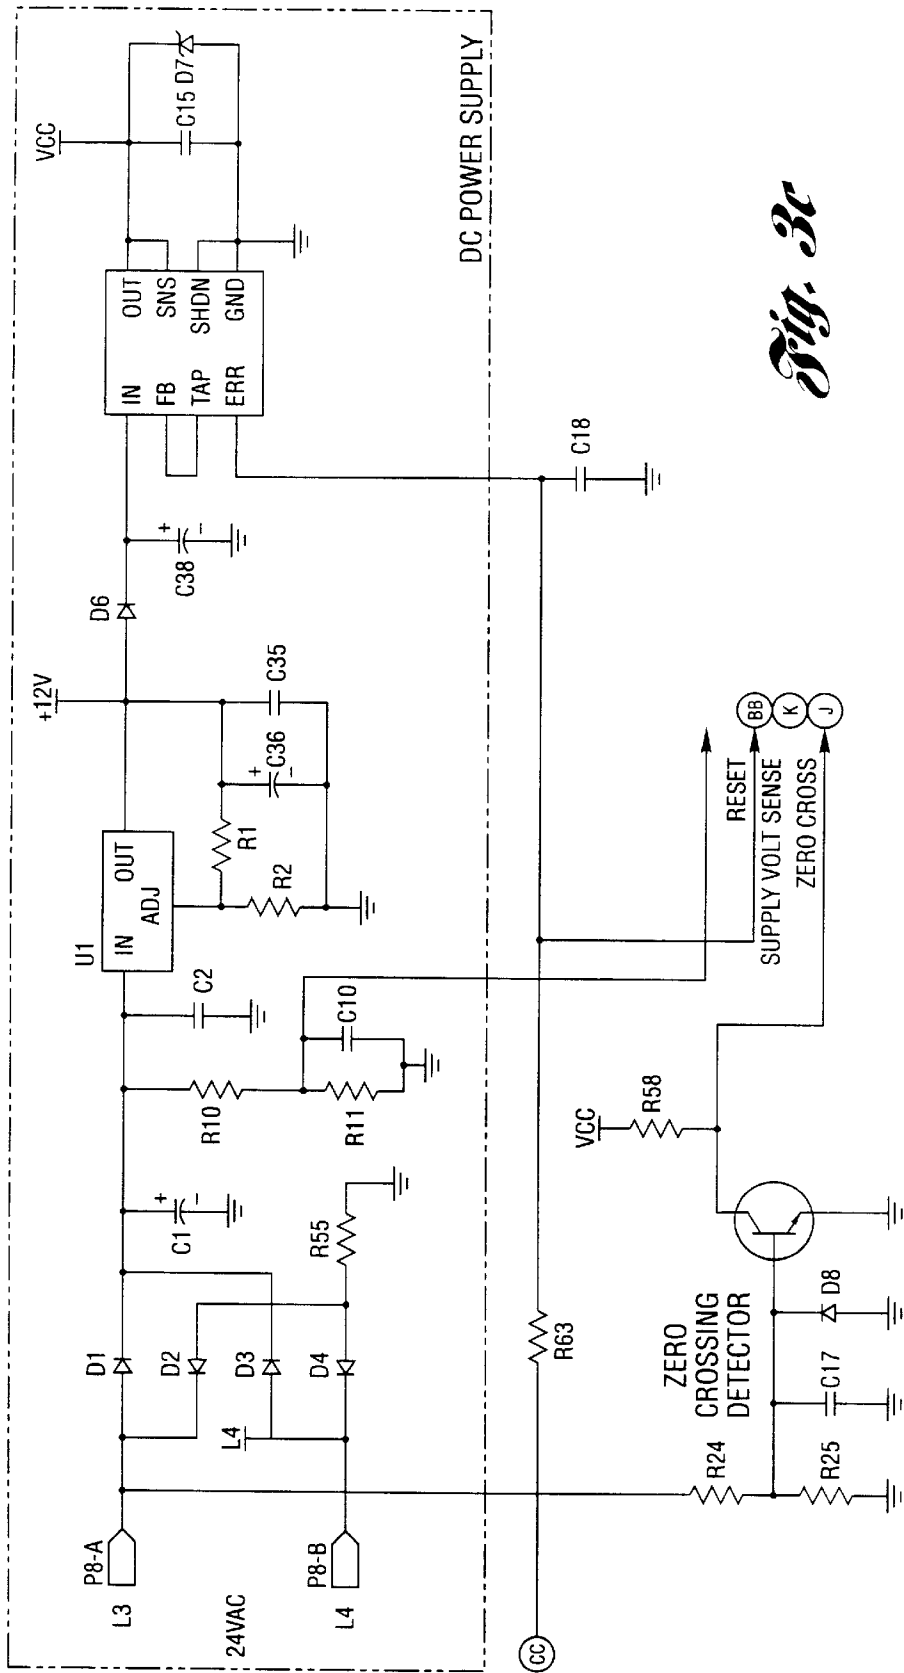 P8-A
L3
24VAC
P8-B
L4
D1
D2
D3
L4
D4
C1
R55
R10
R11
C10
C2
U1
IN
OUT
ADJ
R1
R2
C36
C35
+12V
D6
C38
IN
OUT
FB
SNS
TAP
SHDN
ERR
GND
VCC
C15
D7
DC POWER SUPPLY
C18
CC
R63
RESET
SUPPLY VOLT SENSE
ZERO CROSS
BB
K
J
VCC
R58
ZERO
CROSSING
DETECTOR
R24
R25
C17
D8
+
-
+
-
+
-
Fig. 3c